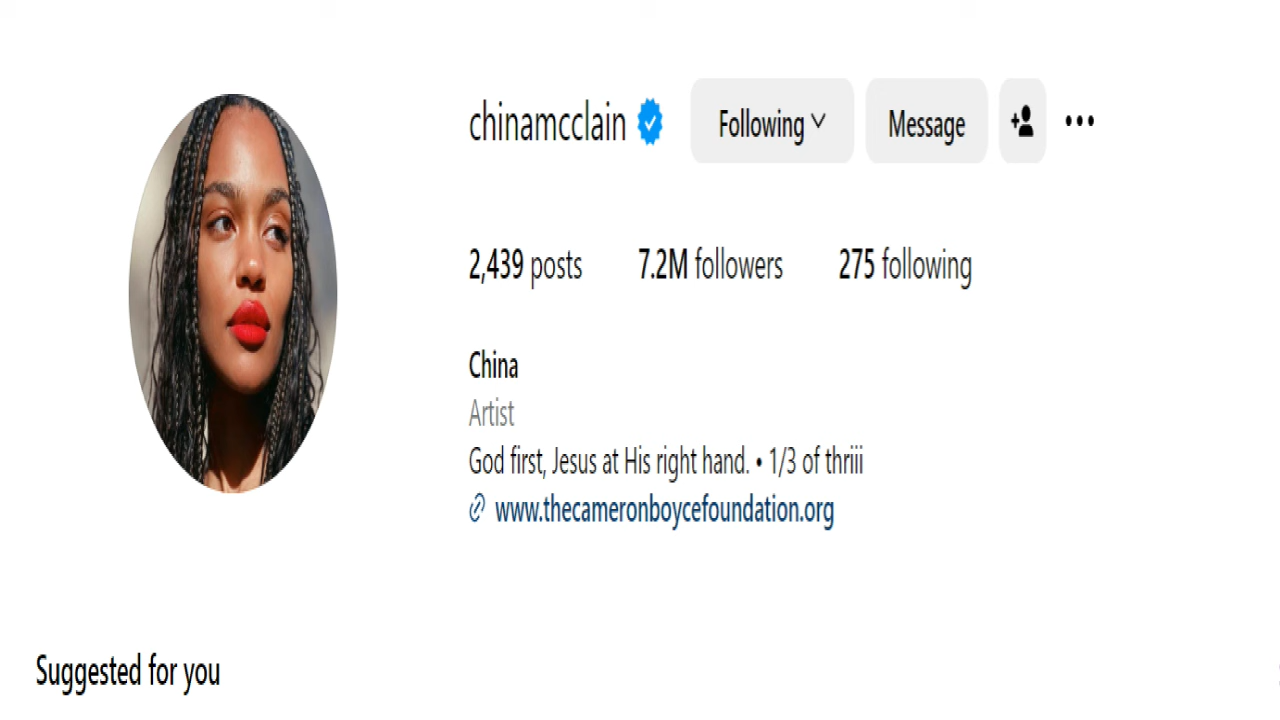 chinamcclain Following Message
2,439 posts 7.2M followers 275 following
China
Artist
God first, Jesus at His right hand. • 1/3 of thriii
www.thecameronboycefoundation.org
Suggested for you